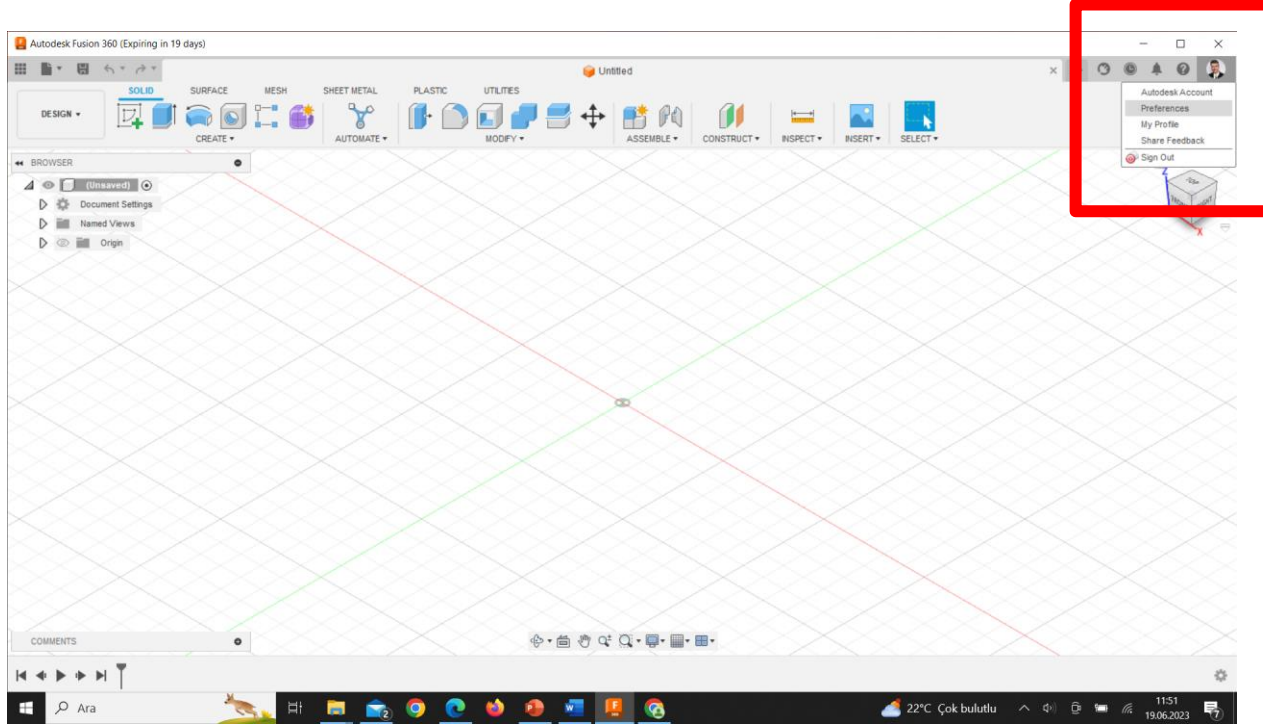 Autodesk Fusion 360 (Expiring in 19 days)
Untitled
SOLID SURFACE MESH SHEET METAL PLASTIC UTILITIES
DESIGN
CREATE AUTOMATE MODIFY ASSEMBLE CONSTRUCT INSPECT INSERT SELECT
Autodesk Account
Preferences
My Profile
Share Feedback
Sign Out
BROWSER
(Unsaved)
Document Settings
Named Views
Origin
Z
X
COMMENTS
Ara
2
22°C Çok bulutlu
11:51
19.06.2023
7